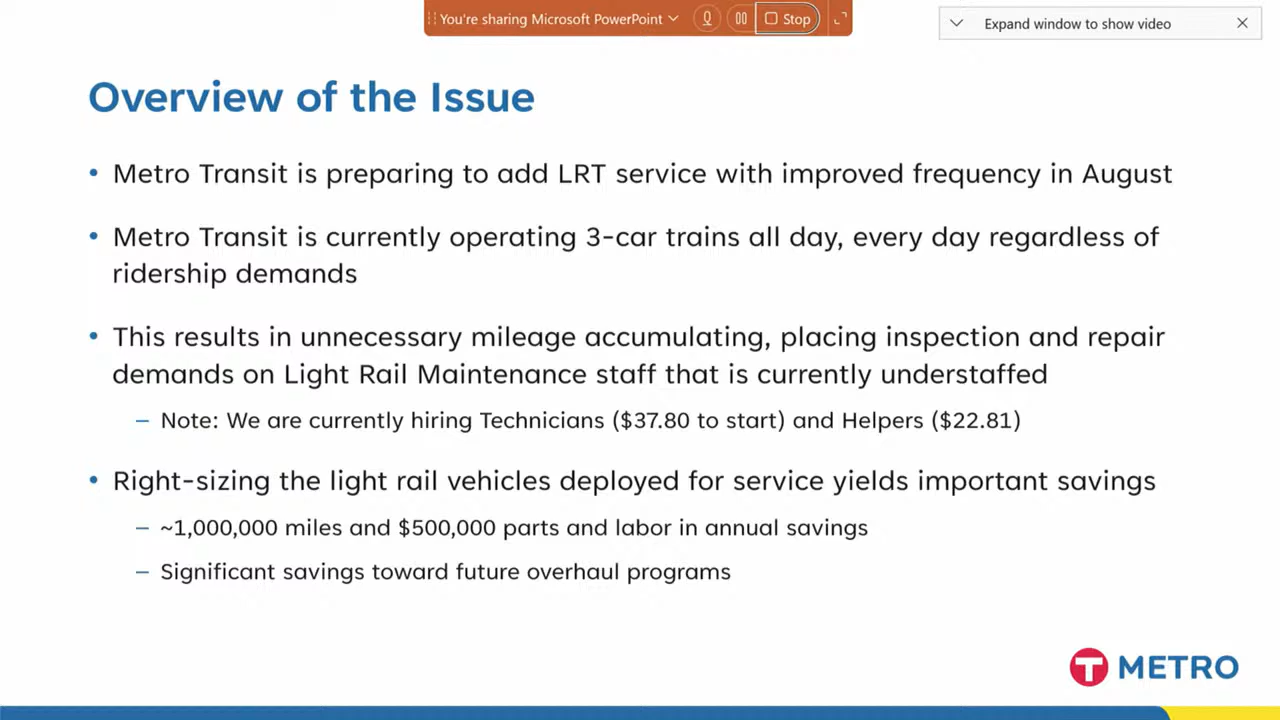 You're sharing Microsoft PowerPoint
Stop
Expand window to show video
Overview of the Issue
• Metro Transit is preparing to add LRT service with improved frequency in August
• Metro Transit is currently operating 3-car trains all day, every day regardless of
ridership demands
• This results in unnecessary mileage accumulating, placing inspection and repair
demands on Light Rail Maintenance staff that is currently understaffed
– Note: We are currently hiring Technicians ($37.80 to start) and Helpers ($22.81)
• Right-sizing the light rail vehicles deployed for service yields important savings
– ~1,000,000 miles and $500,000 parts and labor in annual savings
– Significant savings toward future overhaul programs
T METRO